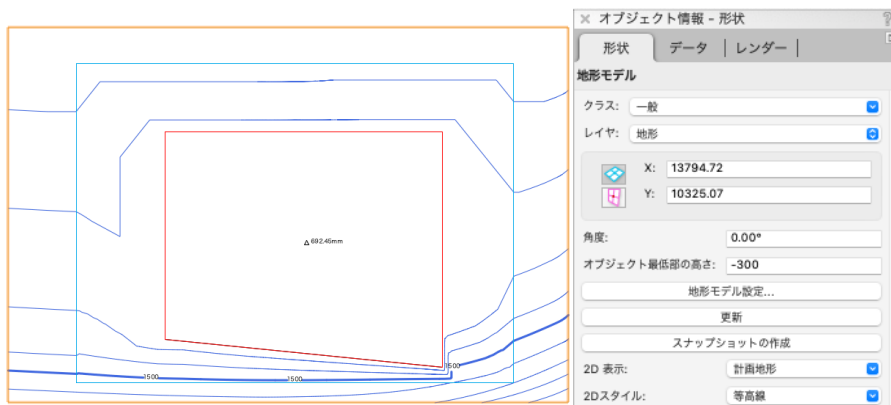 オブジェクト情報 - 形状
形状
データ
レンダー
地形モデル
クラス: 一般
レイヤ: 地形
X: 13794.72
Y: 10325.07
角度: 0.00°
オブジェクト最低部の高さ: -300
地形モデル設定...
更新
スナップショットの作成
2D 表示: 計画地形
2Dスタイル: 等高線
692.45mm
1500
1500
1500